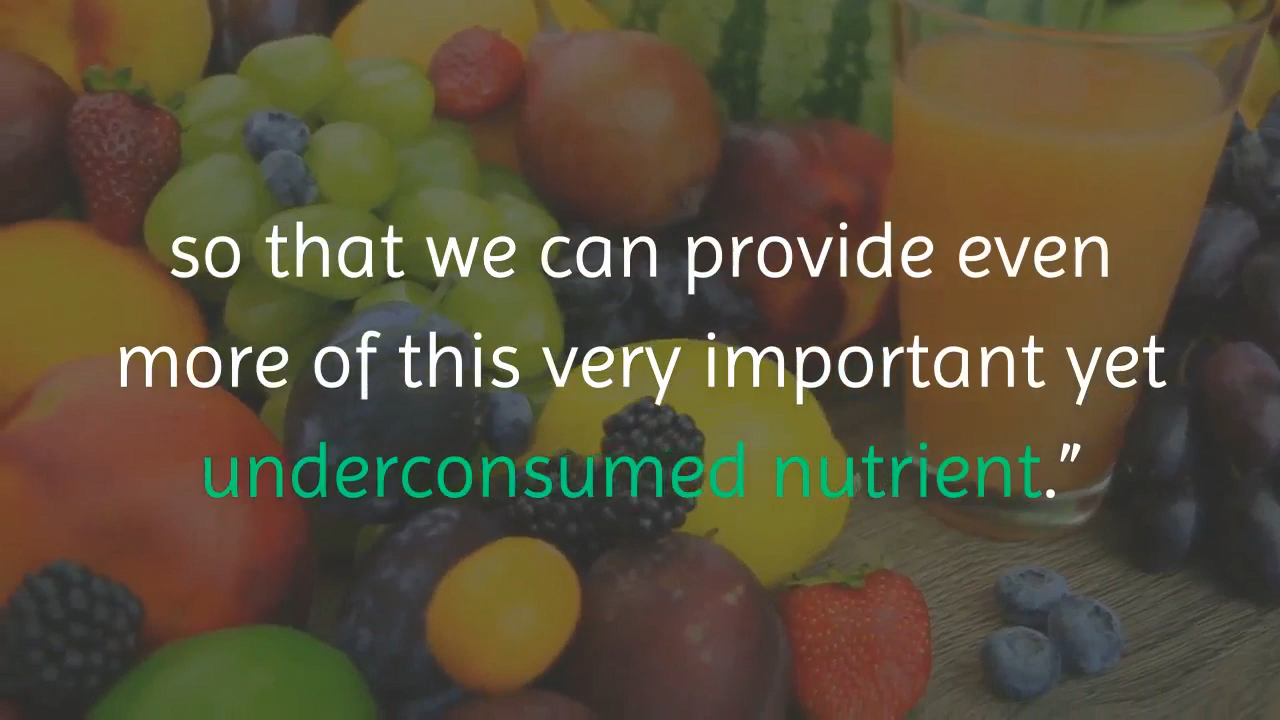 so that we can provide even
more of this very important yet
underconsumed nutrient.”